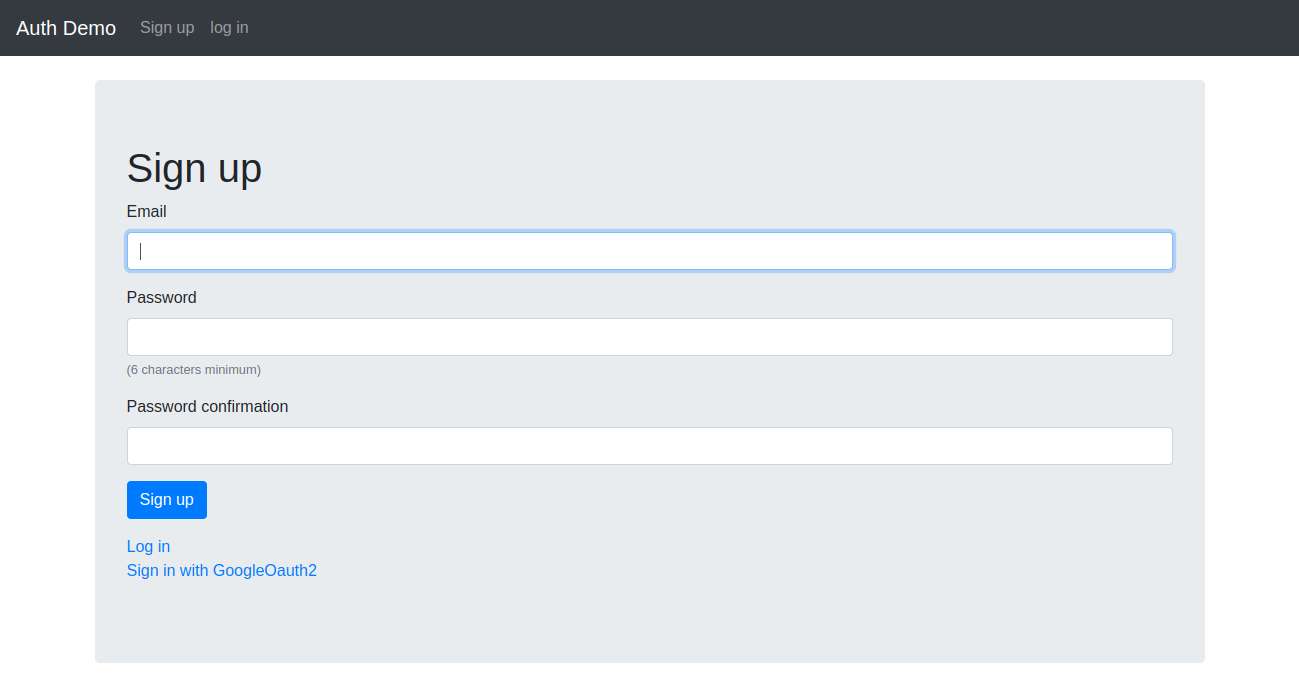 Auth Demo Sign up log in
Sign up
Email
Password
(6 characters minimum)
Password confirmation
Sign up
Log in
Sign in with GoogleOauth2